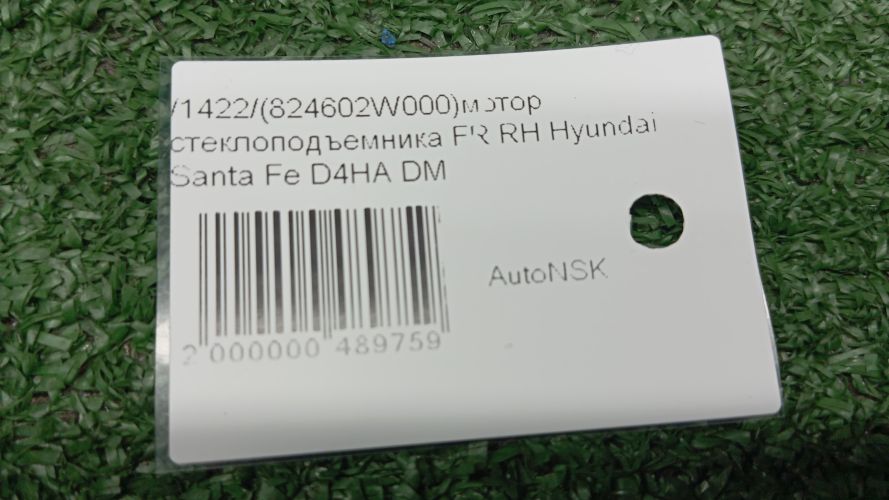 /1422/(824602W000)мотор
стеклоподъемника FR RH Hyundai
Santa Fe D4HA DM
AutoNSK
2 000000 489759